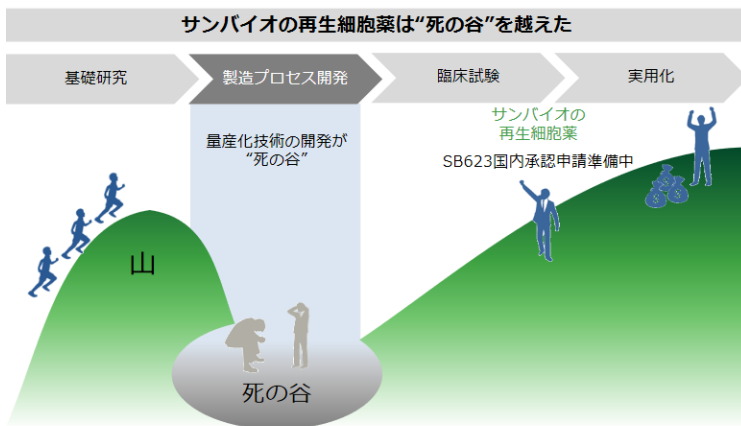 サンバイオの再生細胞薬は“死の谷”を越えた
基礎研究
製造プロセス開発
臨床試験
実用化
量産化技術の開発が
“死の谷”
サンバイオの
再生細胞薬
SB623国内承認申請準備中
山
死の谷